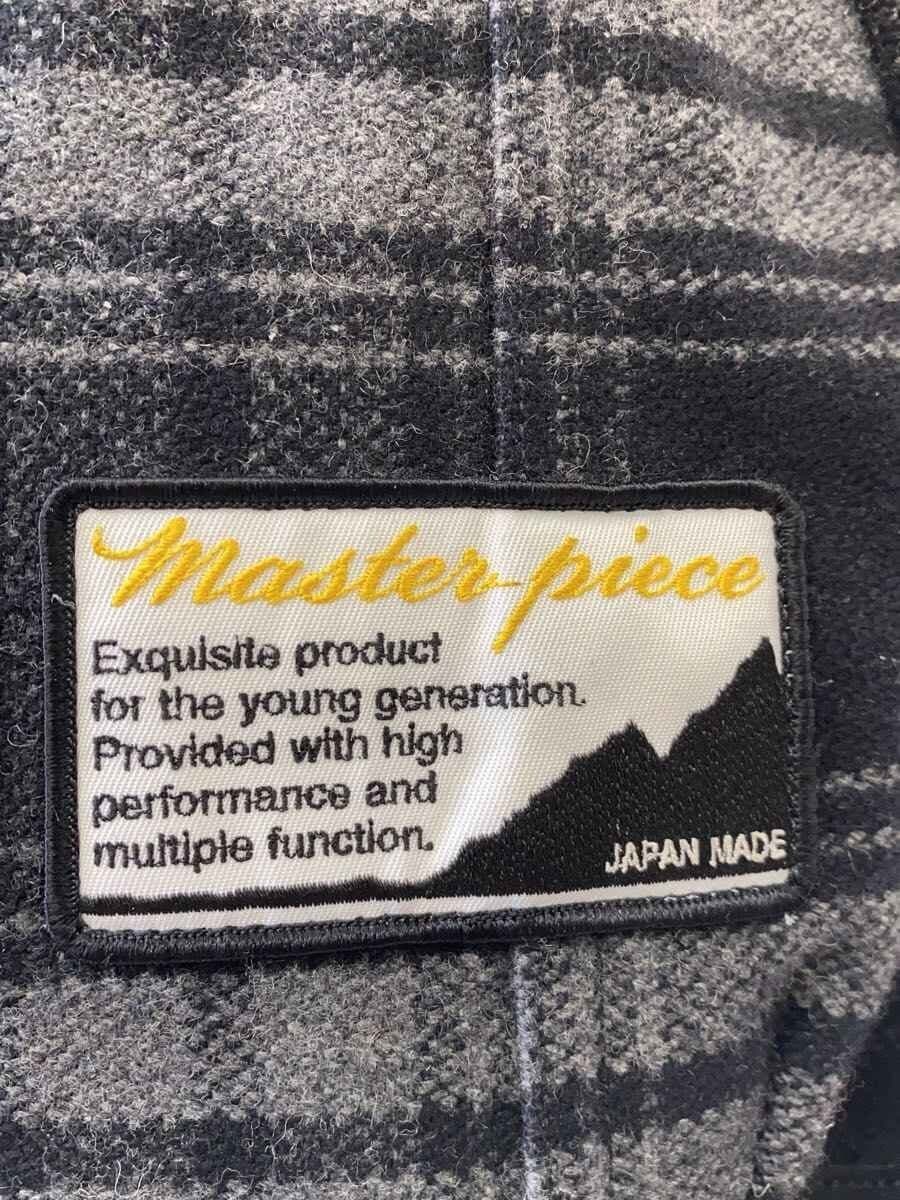 Master-piece
Exquisite product
for the young generation.
Provided with high
performance and
multiple function.
JAPAN MADE